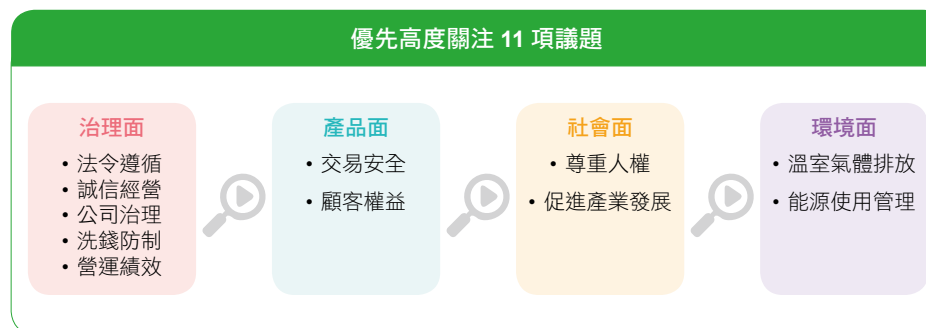 優先高度關注 11 項議題
治理面
• 法令遵循
• 誠信經營
• 公司治理
• 洗錢防制
• 營運績效
產品面
• 交易安全
• 顧客權益
社會面
• 尊重人權
• 促進產業發展
環境面
• 溫室氣體排放
• 能源使用管理